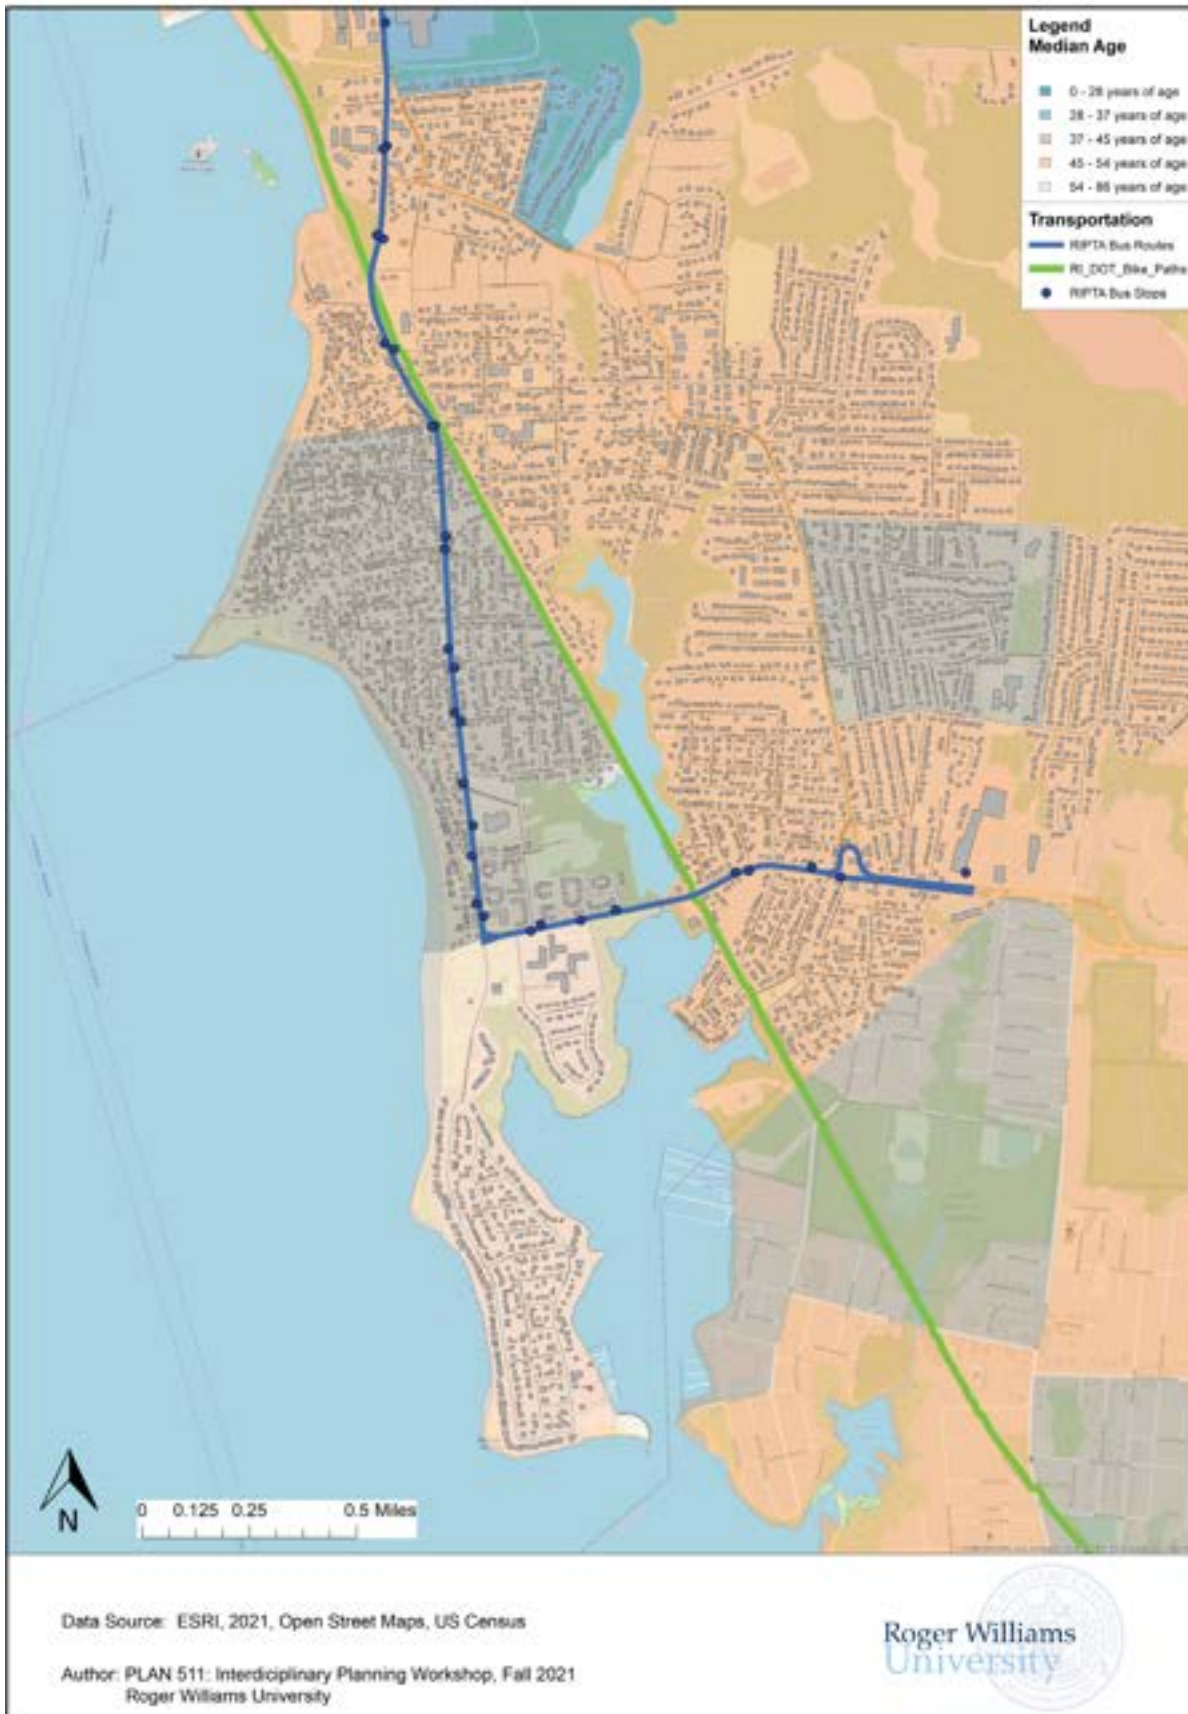 Legend
Median Age
0 - 28 years of age
28 - 37 years of age
37 - 45 years of age
45 - 54 years of age
54 - 86 years of age
Transportation
RIPTA Bus Routes
RI_DOT_Bike_Paths
RIPTA Bus Stops
N
0 0.125 0.25 0.5 Miles
Data Source: ESRI, 2021, Open Street Maps, US Census
Author: PLAN 511: Interdiciplinary Planning Workshop, Fall 2021
Roger Williams University
Roger Williams
University